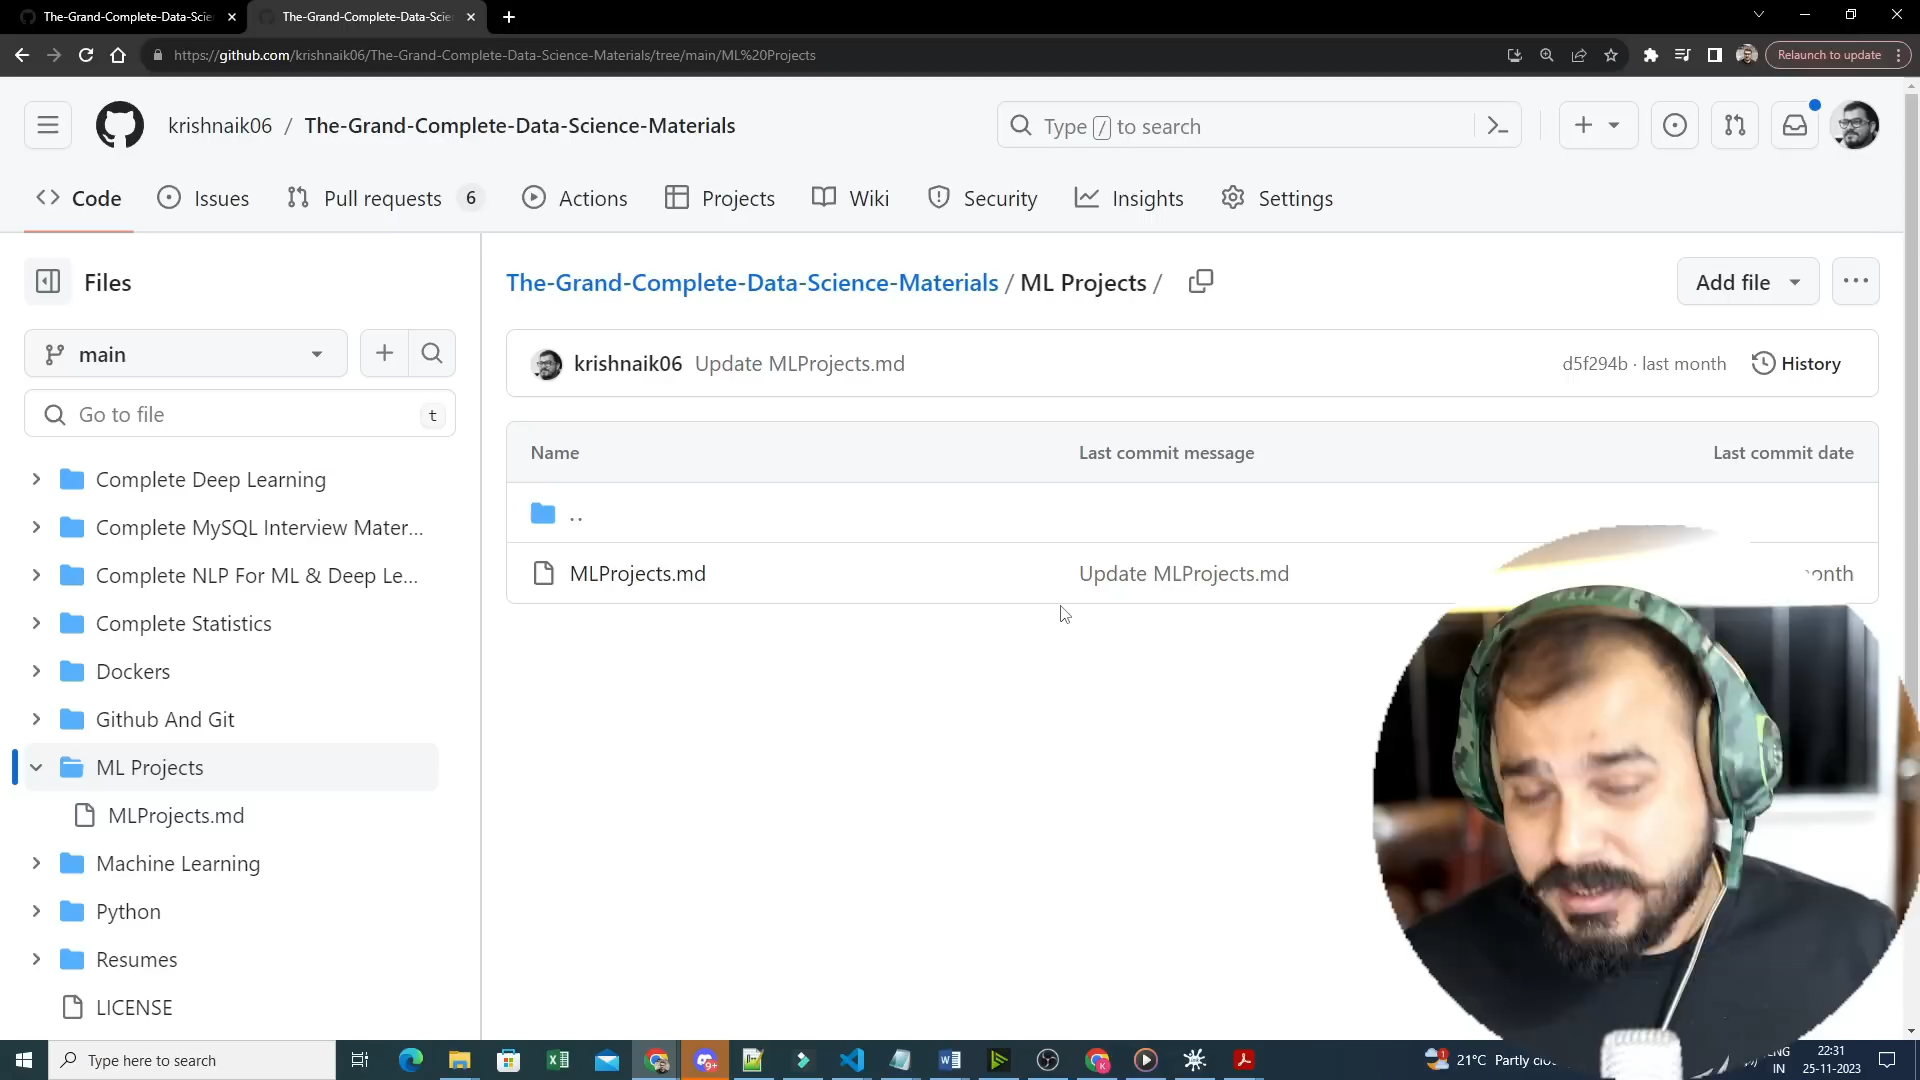 The-Grand-Complete-Data-Scie
The-Grand-Complete-Data-Scie
https://github.com/krishnaik06/The-Grand-Complete-Data-Science-Materials/tree/main/ML%20Projects
Relaunch to update
krishnaik06 / The-Grand-Complete-Data-Science-Materials
Type / to search
Code Issues Pull requests 6 Actions Projects Wiki Security Insights Settings
Files
main
Go to file
t
Complete Deep Learning
Complete MySQL Interview Mater...
Complete NLP For ML & Deep Le...
Complete Statistics
Dockers
Github And Git
ML Projects
MLProjects.md
Machine Learning
Python
Resumes
LICENSE
The-Grand-Complete-Data-Science-Materials / ML Projects /
Add file
krishnaik06 Update MLProjects.md
d5f294b · last month
History
Name Last commit message Last commit date
..
MLProjects.md Update MLProjects.md onth
Type here to search
9+
21°C Partly clo
ENG
IN
22:31
25-11-2023